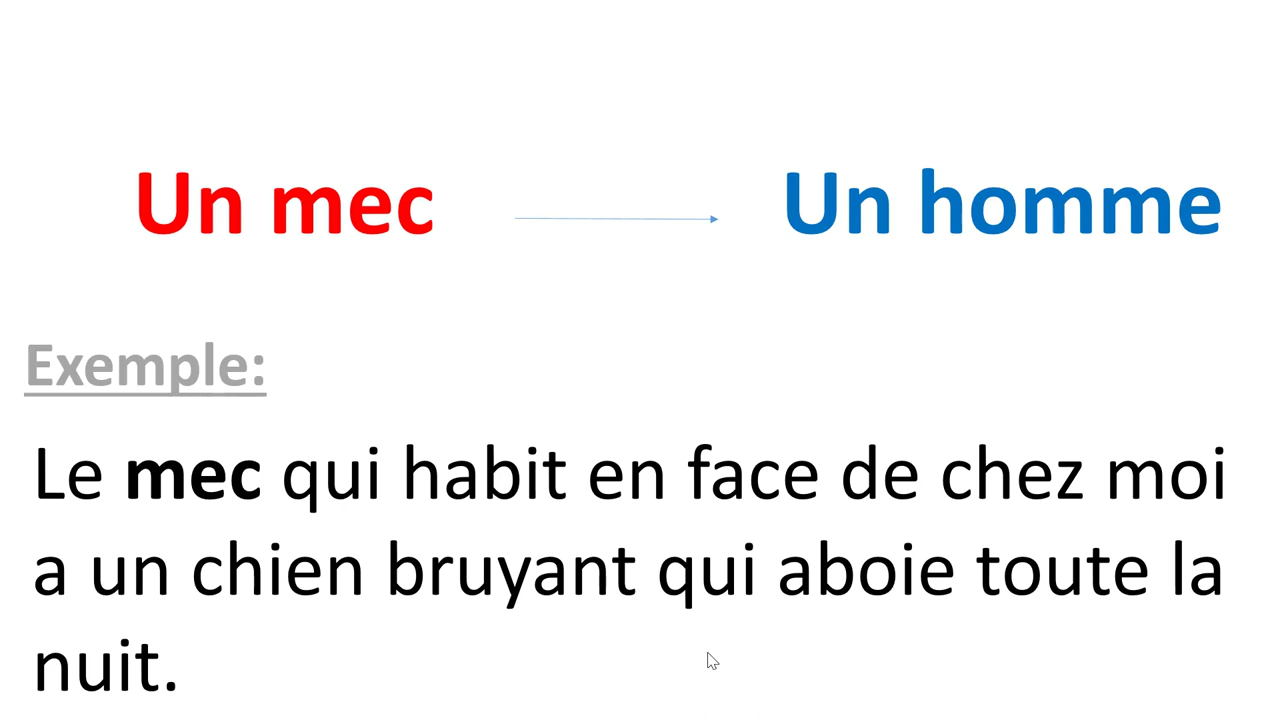 Un mec
Un homme
Exemple:
Le mec qui habit en face de chez moi
a un chien bruyant qui aboie toute la
nuit.